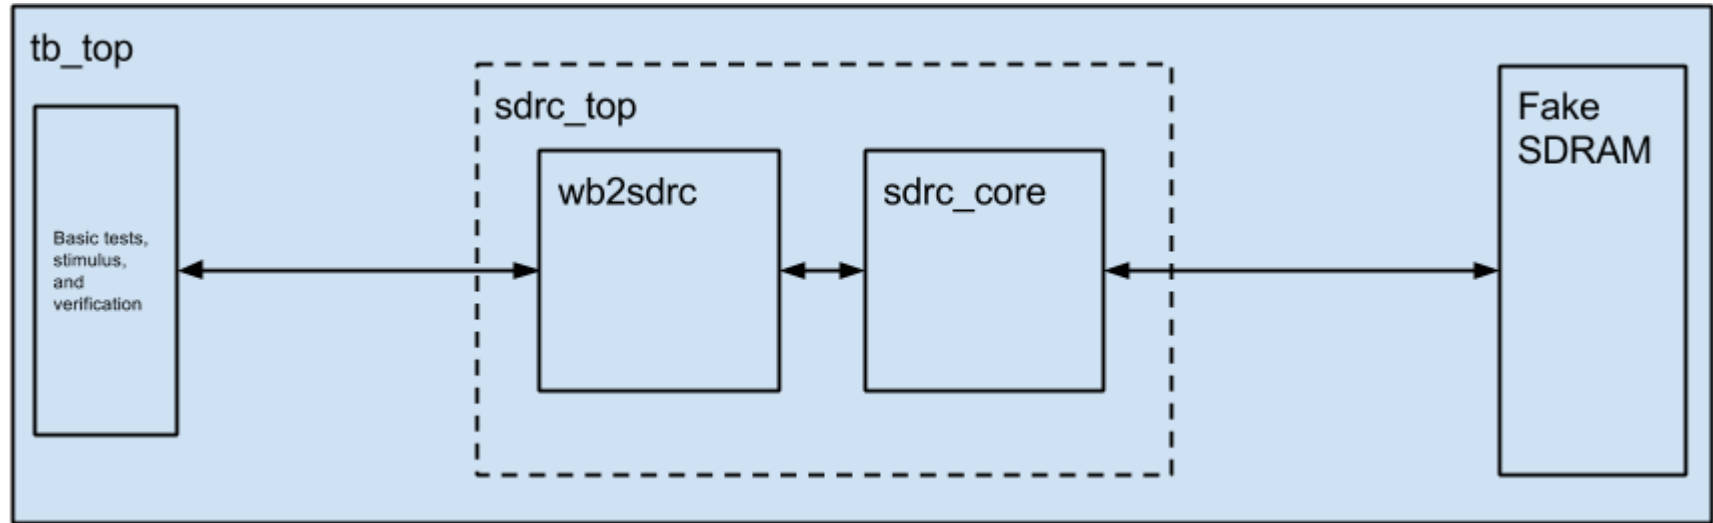 tb_top
Basic tests,
stimulus,
and
verification
sdrc_top
wb2sdrc
sdrc_core
Fake
SDRAM